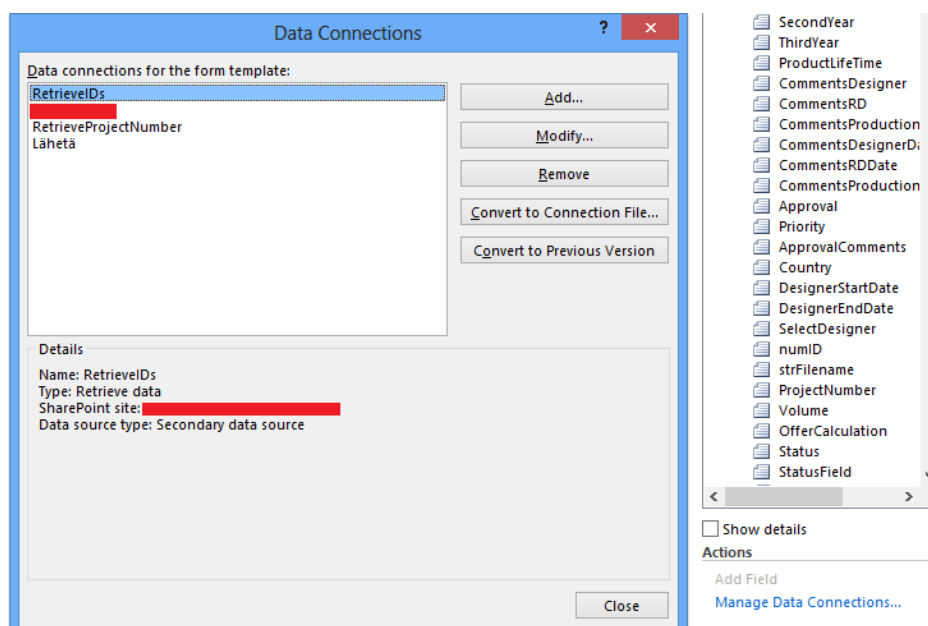 Data Connections
?
Data connections for the form template:
RetrieveIDs
RetrieveProjectNumber
Lähetä
Add...
Modify...
Remove
Convert to Connection File...
Convert to Previous Version
Details
Name: RetrieveIDs
Type: Retrieve data
SharePoint site:
Data source type: Secondary data source
Close
SecondYear
ThirdYear
ProductLifeTime
CommentsDesigner
CommentsRD
CommentsProduction
CommentsDesignerDa
CommentsRDDate
CommentsProduction
Approval
Priority
ApprovalComments
Country
DesignerStartDate
DesignerEndDate
SelectDesigner
numID
strFilename
ProjectNumber
Volume
OfferCalculation
Status
StatusField
Show details
Actions
Add Field
Manage Data Connections...